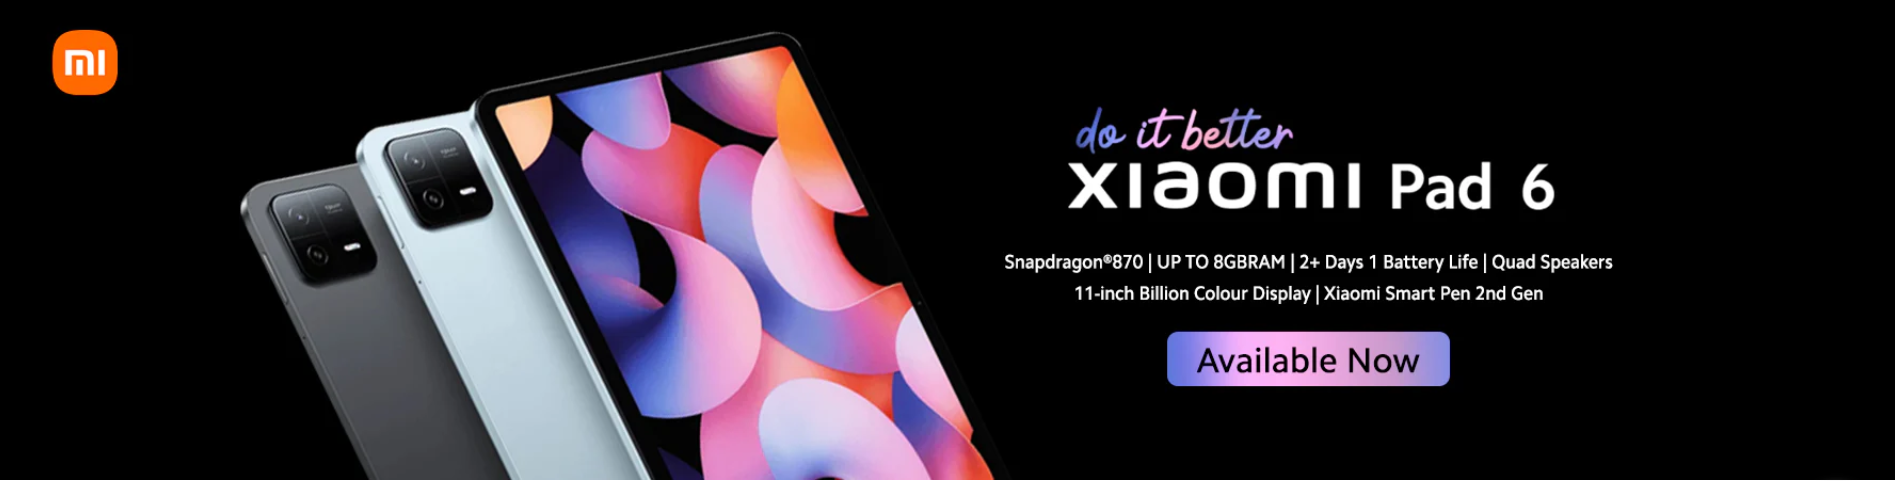 mi
do it better
xiaomi Pad 6
Snapdragon®870 | UP TO 8GBRAM | 2+ Days 1 Battery Life | Quad Speakers
11-inch Billion Colour Display | Xiaomi Smart Pen 2nd Gen
Available Now